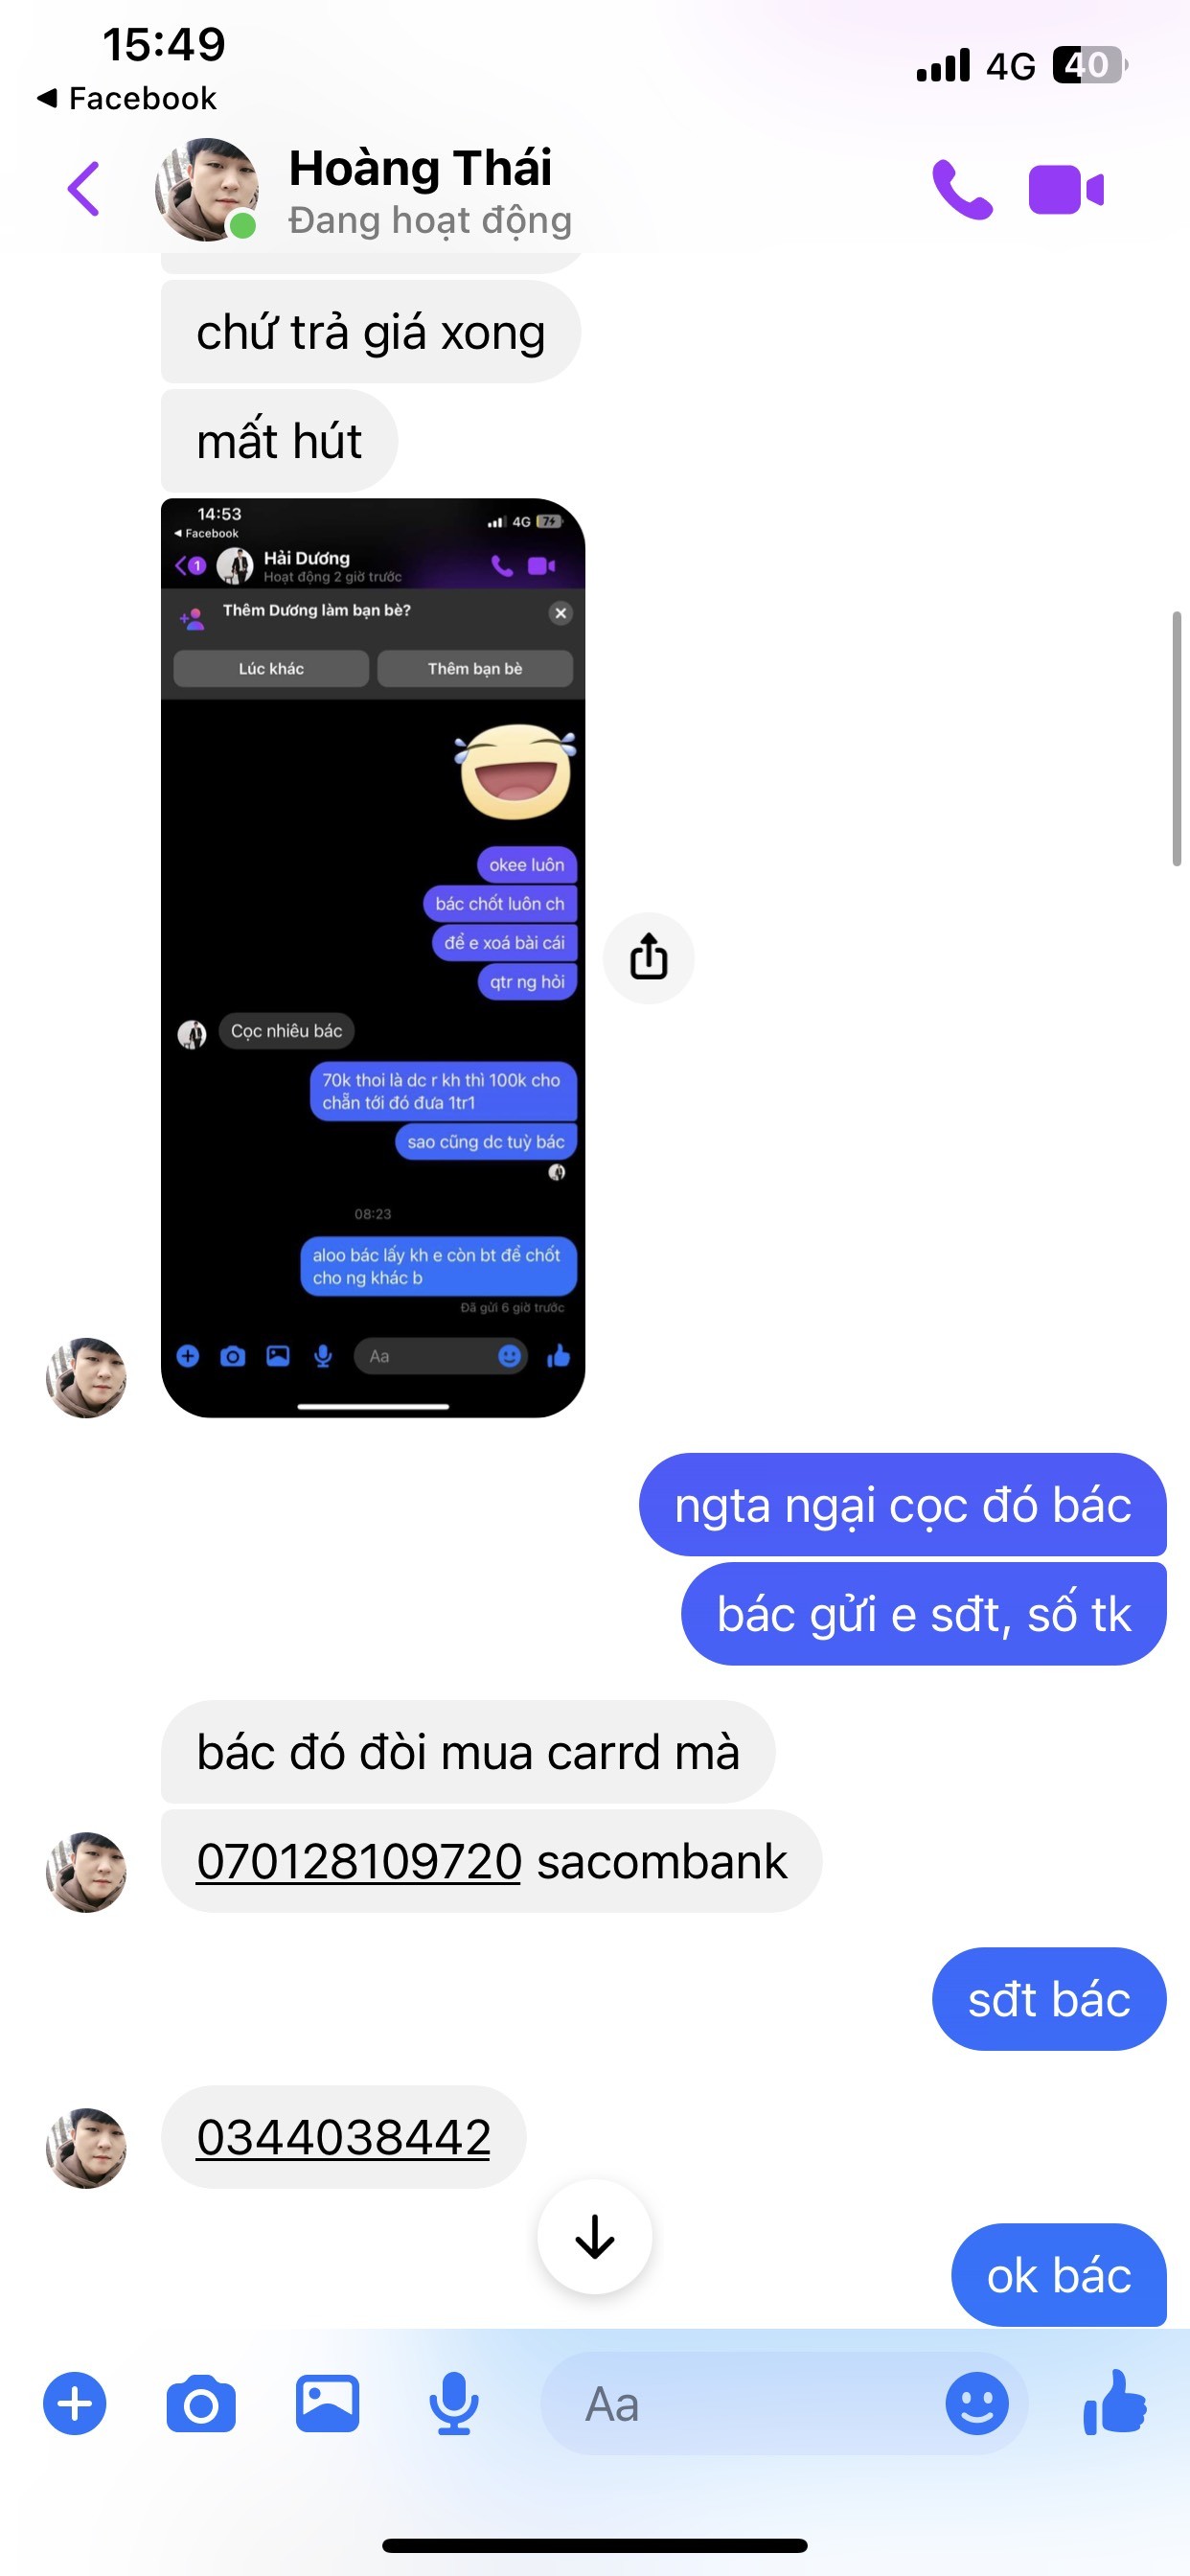 15:49
4G 40
Facebook
Hoàng Thái
Đang hoạt động
chứ trả giá xong
mất hút
14:53
4G 7
Facebook
1
Hải Dương
Hoạt động 2 giờ trước
Thêm Dương làm bạn bè?
Lúc khác
Thêm bạn bè
okee luôn
bác chốt luôn ch
để e xoá bài cái
qtr ng hỏi
Cọc nhiêu bác
70k thoi là dc r kh thì 100k cho
chẵn tới đó đưa 1tr1
sao cũng dc tuỳ bác
08:23
aloo bác lấy kh e còn bt để chốt
cho ng khác b
Đã gửi 6 giờ trước
Aa
ngta ngại cọc đó bác
bác gửi e sđt, số tk
bác đó đòi mua carrd mà
070128109720 sacombank
sđt bác
0344038442
ok bác
Aa